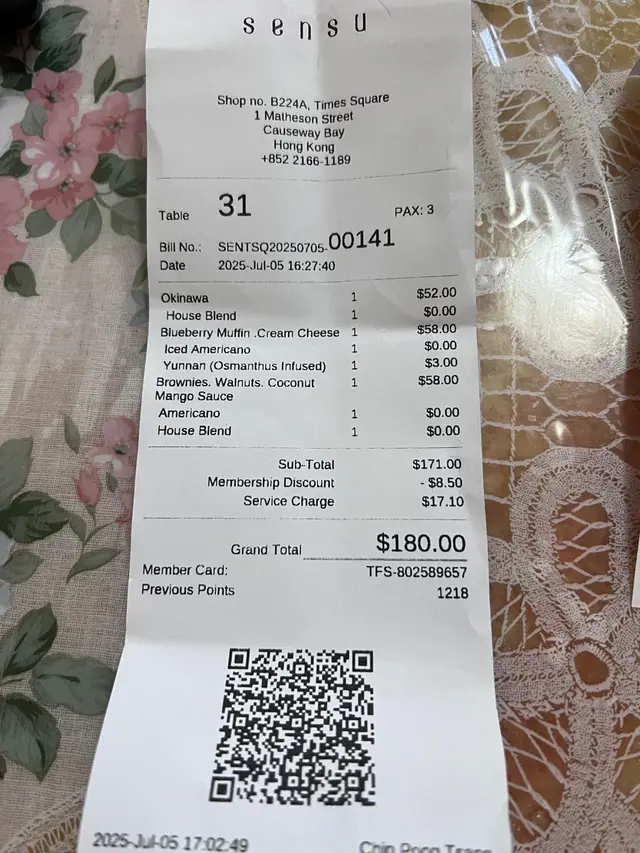 sensu
Shop no. B224A, Times Square
1 Matheson Street
Causeway Bay
Hong Kong
+852 2166-1189
Table 31 PAX: 3
Bill No.: SENTSQ20250705-00141
Date 2025-Jul-05 16:27:40
Okinawa 1 $52.00
House Blend 1 $0.00
Blueberry Muffin .Cream Cheese 1 $58.00
Iced Americano 1 $0.00
Yunnan (Osmanthus Infused) 1 $3.00
Brownies. Walnuts. Coconut 1 $58.00
Mango Sauce
Americano 1 $0.00
House Blend 1 $0.00
Sub-Total $171.00
Membership Discount - $8.50
Service Charge $17.10
Grand Total $180.00
Member Card: TFS-802589657
Previous Points 1218
2025-Jul-05 17:02:49 Chin Pong Tsang